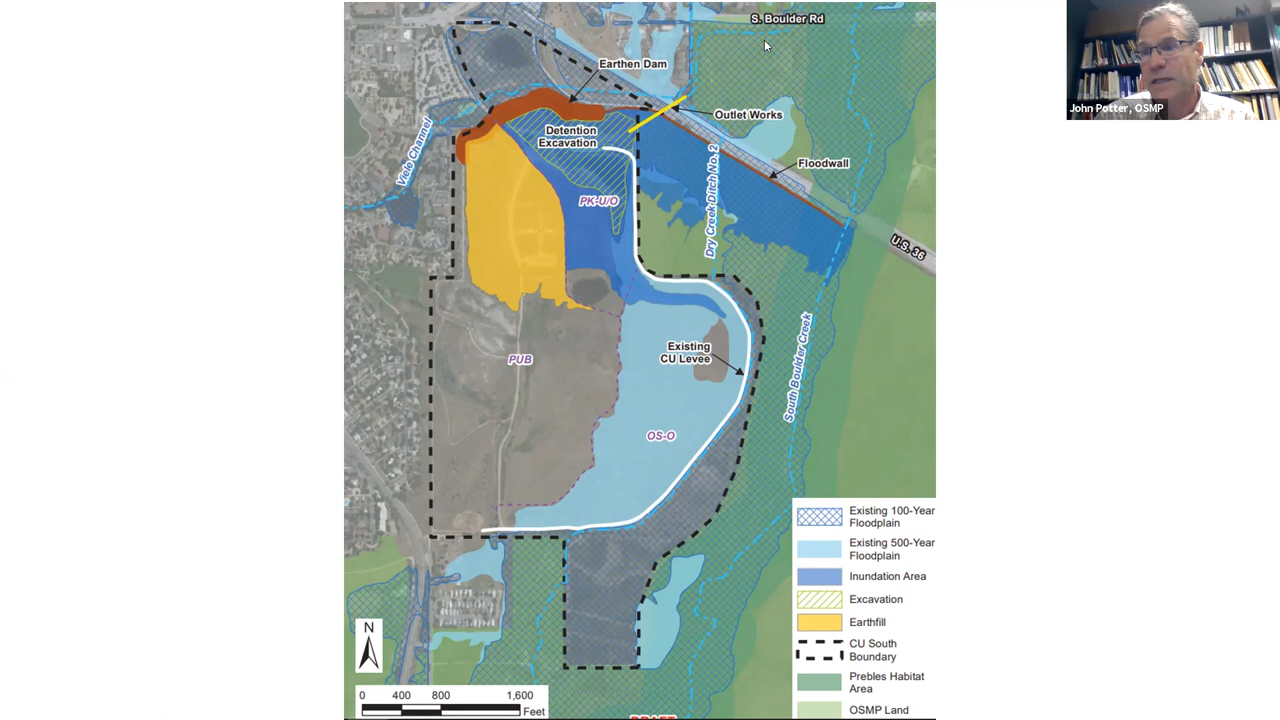 S. Boulder Rd
John Potter, OSMP
Earthen Dam
Outlet Works
Detention
Excavation
Viele Channel
Floodwall
Dry Creek Ditch No. 2
PK-U/O
U.S. 36
Existing
CU Levee
PUB
South Boulder Creek
OS-O
Existing 100-Year
Floodplain
Existing 500-Year
Floodplain
Inundation Area
Excavation
Earthfill
CU South
Boundary
Prebles Habitat
Area
OSMP Land
N
0 400 800 1,600
Feet
DRAFT